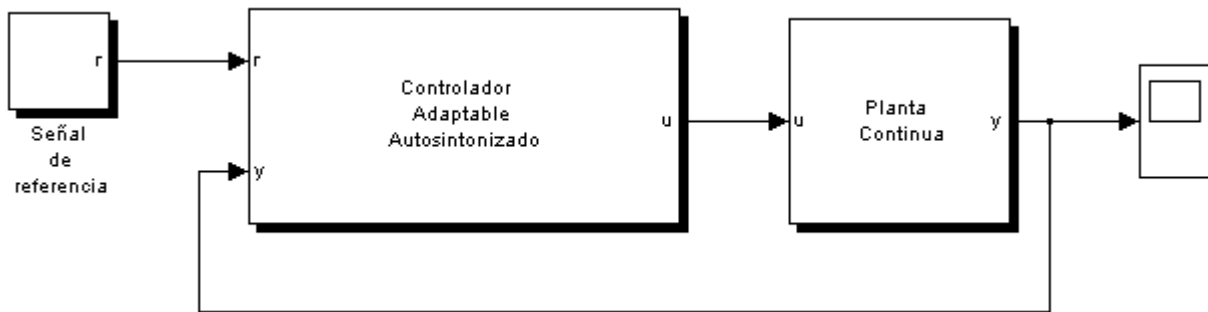 r
Señal
de
referencia
r
y
Controlador
Adaptable
Autosintonizado
u
u
Planta
Continua
y